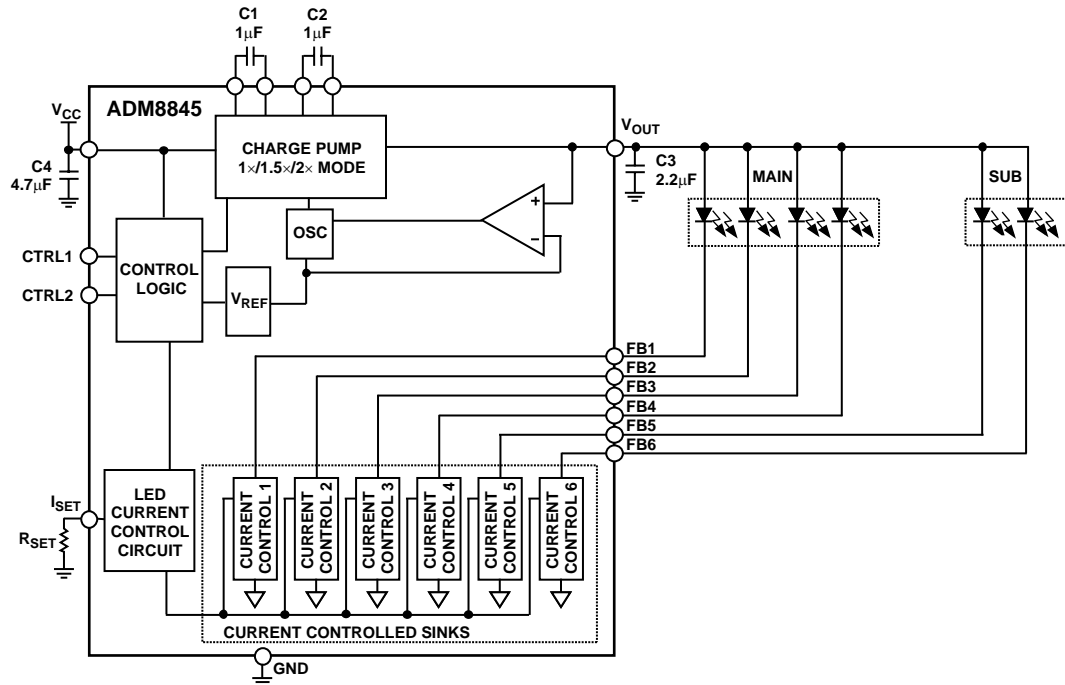 C1
1μF
C2
1μF
ADM8845
VCC
C4
4.7μF
CHARGE PUMP
1×/1.5×/2× MODE
VOUT
C3
2.2μF
MAIN
SUB
OSC
+
–
CTRL1
CTRL2
CONTROL
LOGIC
VREF
FB1
FB2
FB3
FB4
FB5
FB6
ISET
RSET
LED
CURRENT
CONTROL
CIRCUIT
CURRENT
CONTROL 1
CURRENT
CONTROL 2
CURRENT
CONTROL 3
CURRENT
CONTROL 4
CURRENT
CONTROL 5
CURRENT
CONTROL 6
CURRENT CONTROLLED SINKS
GND